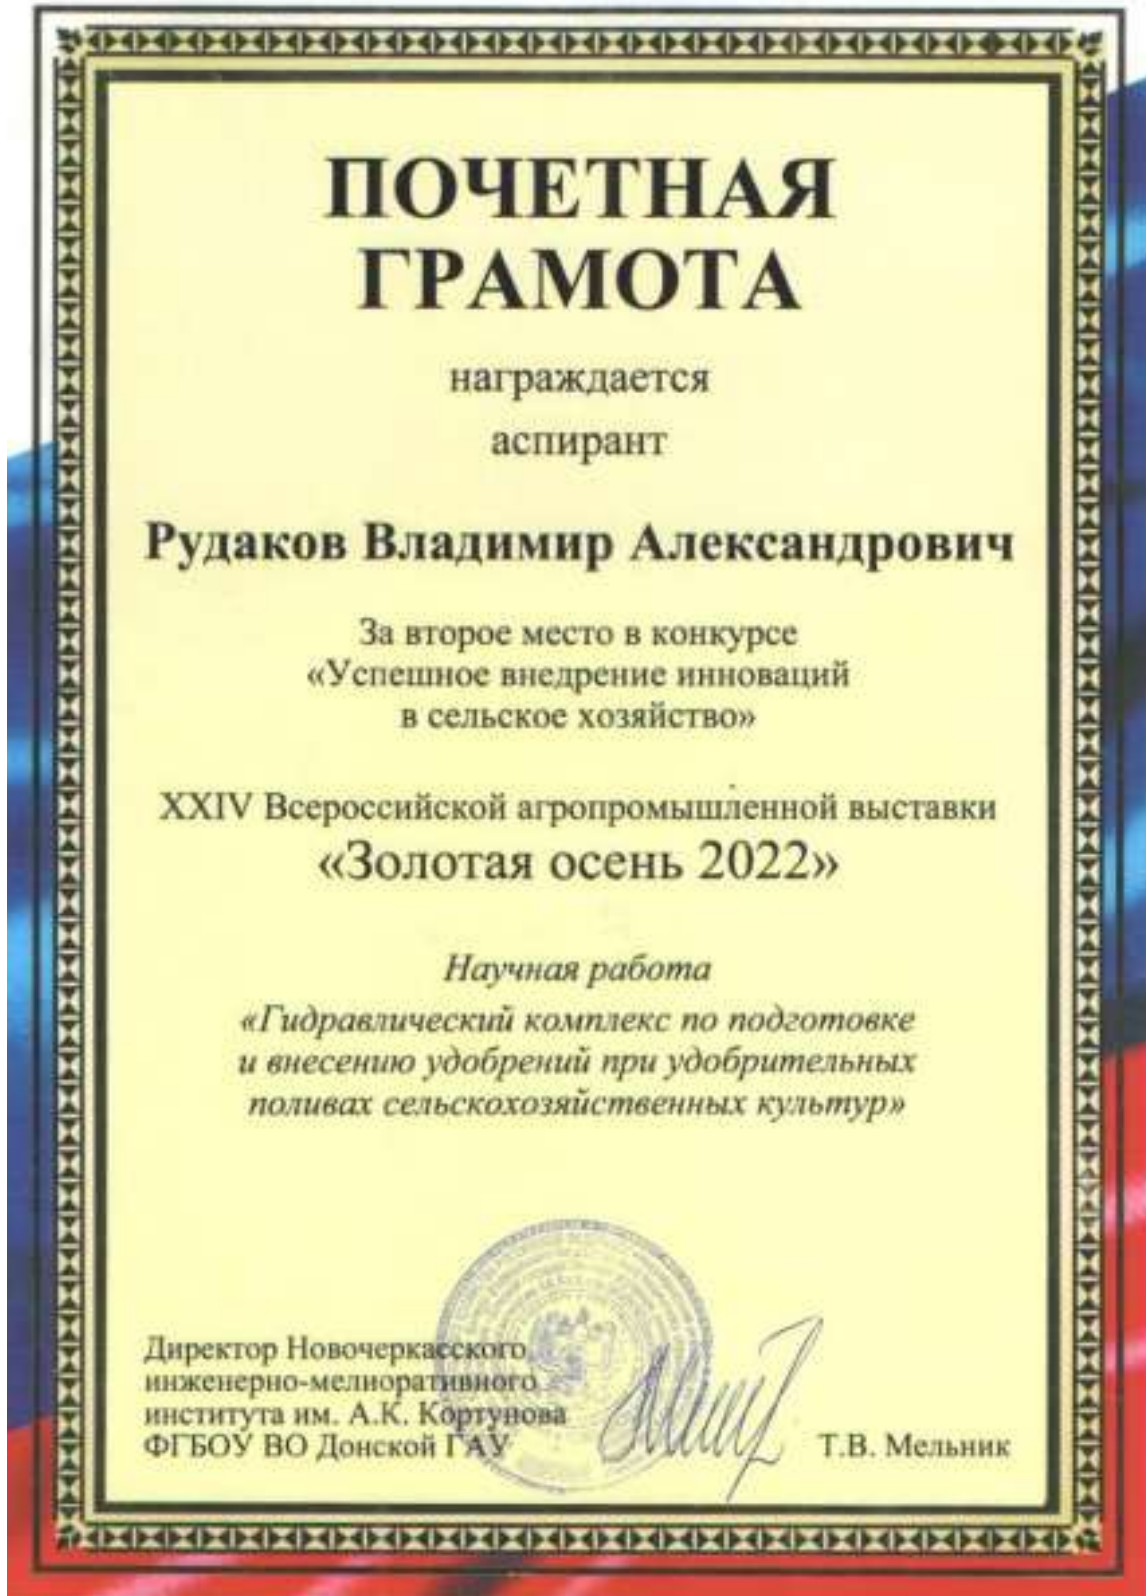 ПОЧЕТНАЯ
ГРАМОТА
награждается
аспирант
Рудаков Владимир Александрович
За второе место в конкурсе
«Успешное внедрение инноваций
в сельское хозяйство»
XXIV Всероссийской агропромышленной выставки
«Золотая осень 2022»
Научная работа
«Гидравлический комплекс по подготовке
и внесению удобрений при удобрительных
поливах сельскохозяйственных культур»
Директор Новочеркасского
инженерно-мелиоративного
института им. А.К. Кортунова
ФГБОУ ВО Донской ГАУ
Т.В. Мельник